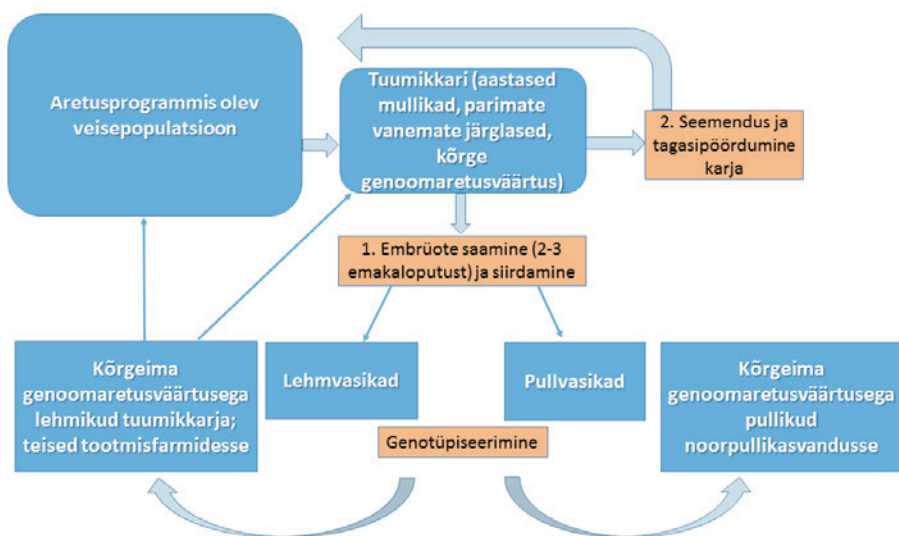 Aretusprogrammis olev
veisepopulatsioon
Tuumikkari (aastased
mullikad, parimate
vanemate järglased,
kõrge
genoomaretusväärtus)
2. Seemendus ja
tagasipöördumine
karja
1. Embrüote saamine (2-3
emakaloputust) ja siirdamine
Kõrgeima
genoomaretusväärtusega
lehmikud tuumikkarja;
teised tootmisfarmidesse
Lehmvasikad
Pullvasikad
Kõrgeima
genoomaretusväärtusega
pullikud
noorpullikasvandusse
Genotüpiseerimine